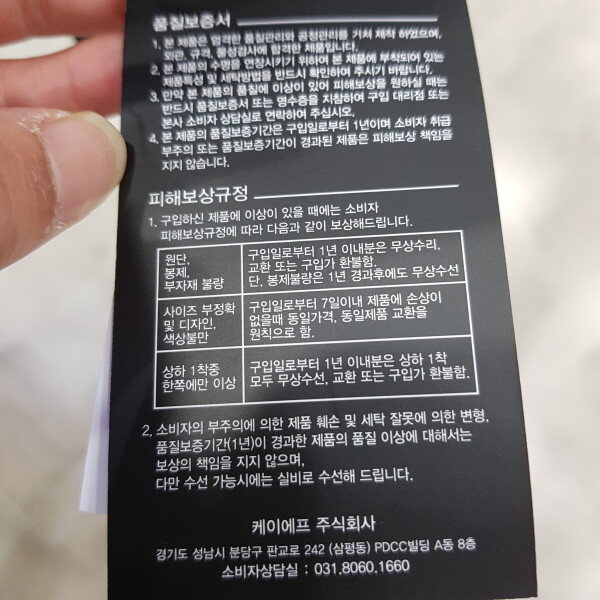 품질보증서
1. 본 제품은 엄격한 품질관리와 공정관리를 거쳐 제작 하였으며,
외관, 규격, 물성검사에 합격한 제품입니다.
2. 본 제품의 수명을 연장시키기 위하여 본 제품에 부착되어 있는
제품특성 및 세탁방법을 반드시 확인하여 주시기 바랍니다.
3. 만약 본 제품의 품질에 이상이 있어 피해보상을 원하실 때는
반드시 품질보증서 또는 영수증을 지참하여 구입 대리점 또는
본사 소비자 상담실로 연락하여 주십시오.
4. 본 제품의 품질보증기간은 구입일로부터 1년이며 소비자 취급
부주의 또는 품질보증기간이 경과된 제품은 피해보상 책임을
지지 않습니다.
피해보상규정
1. 구입하신 제품에 이상이 있을 때에는 소비자
피해보상규정에 따라 다음과 같이 보상해드립니다.
원단,
봉제,
부자재 불량
구입일로부터 1년 이내분은 무상수리,
교환 또는 구입가 환불함.
단, 봉제불량은 1년 경과후에도 무상수선
사이즈 부정확
및 디자인,
색상불만
구입일로부터 7일이내 제품에 손상이
없을때 동일가격, 동일제품 교환을
원칙으로 함.
상하 1착중
한쪽에만 이상
구입일로부터 1년 이내분은 상하 1착
모두 무상수선, 교환 또는 구입가 환불함.
2. 소비자의 부주의에 의한 제품 훼손 및 세탁 잘못에 의한 변형,
품질보증기간(1년)이 경과한 제품의 품질 이상에 대해서는
보상의 책임을 지지 않으며,
다만 수선 가능시에는 실비로 수선해 드립니다.
케이에프 주식회사
경기도 성남시 분당구 판교로 242 (삼평동) PDCC빌딩 A동 8층
소비자상담실 : 031.8060.1660